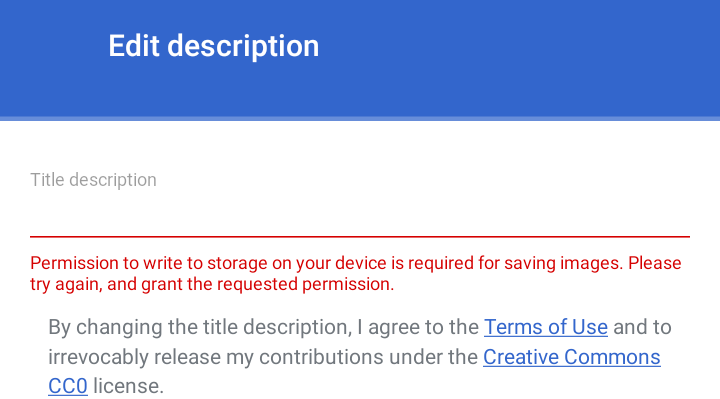 Edit description
Title description
Permission to write to storage on your device is required for saving images. Please
try again, and grant the requested permission.
By changing the title description, I agree to the Terms of Use and to
irrevocably release my contributions under the Creative Commons
CC0 license.